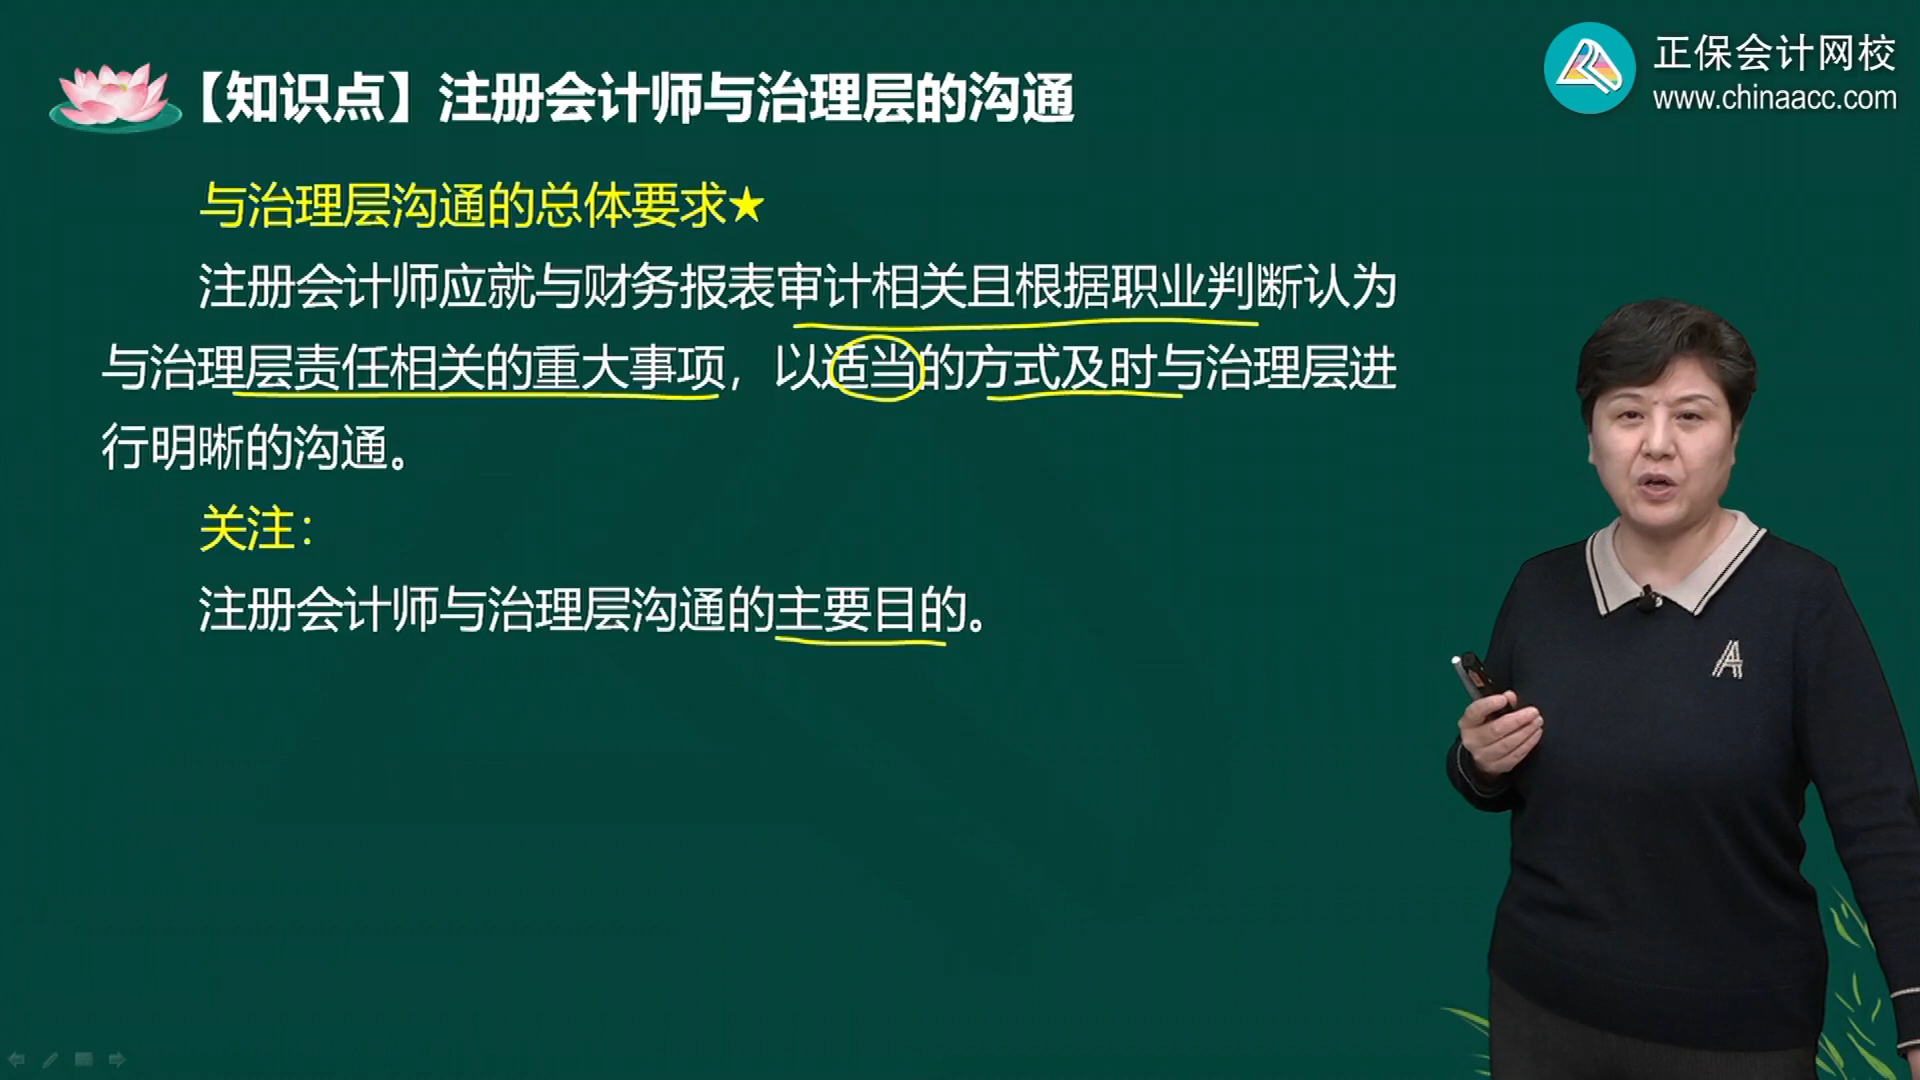 正保会计网校
www.chinaacc.com
【知识点】注册会计师与治理层的沟通
与治理层沟通的总体要求★
注册会计师应就与财务报表审计相关且根据职业判断认为
与治理层责任相关的重大事项，以适当的方式及时与治理层进
行明晰的沟通。
关注：
注册会计师与治理层沟通的主要目的。
A